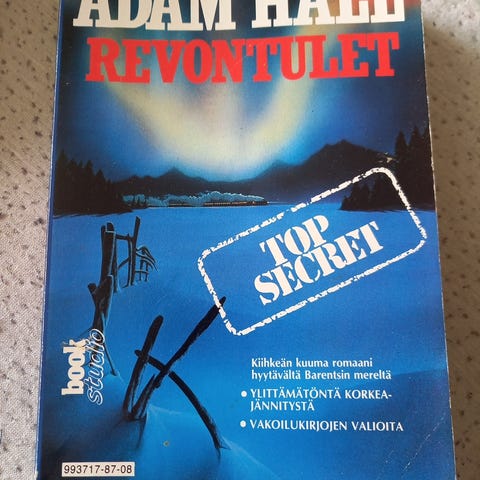 ADAM HALL
REVONTULET
TOP
SECRET
book
studio
Kiihkeän kuuma romaani
hyytävältä Barentsin mereltä
• YLITTÄMÄTÖNTÄ KORKEA-
JÄNNITYSTÄ
• VAKOILUKIRJOJEN VALIOITA
993717-87-08